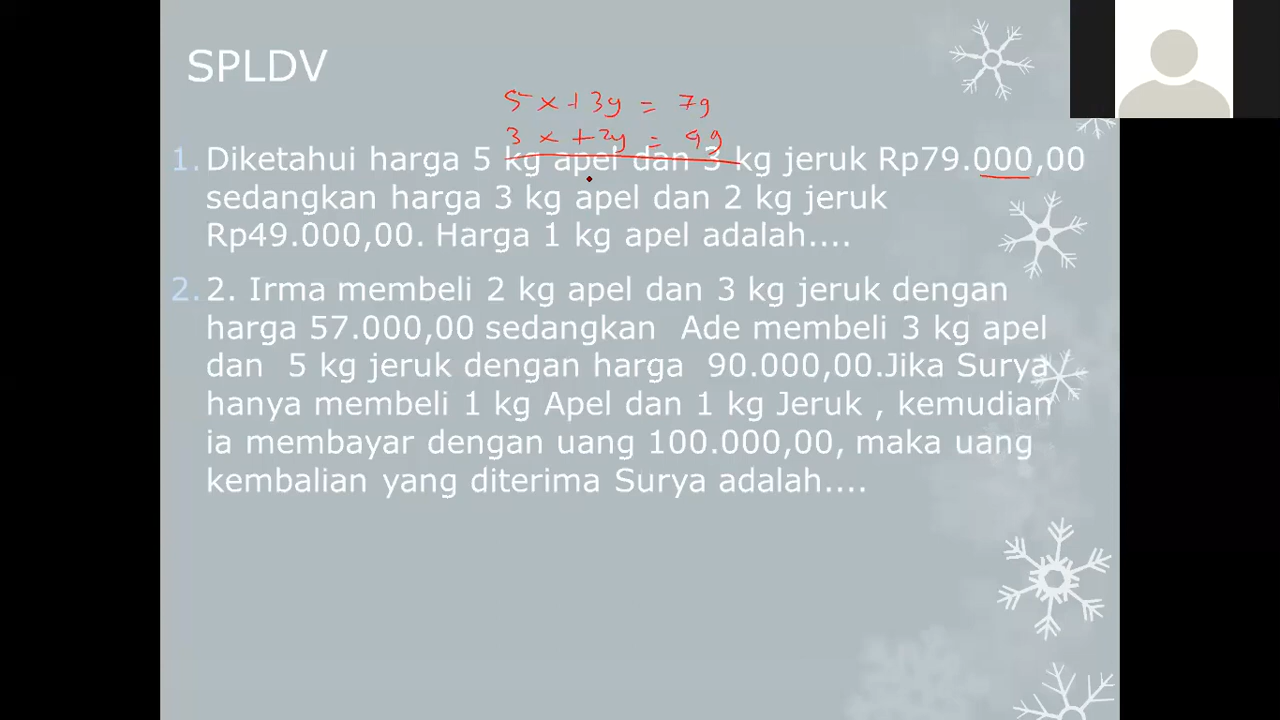 SPLDV
5x+3y = 79
3x+2y = 49
1. Diketahui harga 5 kg apel dan 3 kg jeruk Rp79.000,00
sedangkan harga 3 kg apel dan 2 kg jeruk
Rp49.000,00. Harga 1 kg apel adalah....
2. 2. Irma membeli 2 kg apel dan 3 kg jeruk dengan
harga 57.000,00 sedangkan Ade membeli 3 kg apel
dan 5 kg jeruk dengan harga 90.000,00.Jika Surya
hanya membeli 1 kg Apel dan 1 kg Jeruk , kemudian
ia membayar dengan uang 100.000,00, maka uang
kembalian yang diterima Surya adalah....